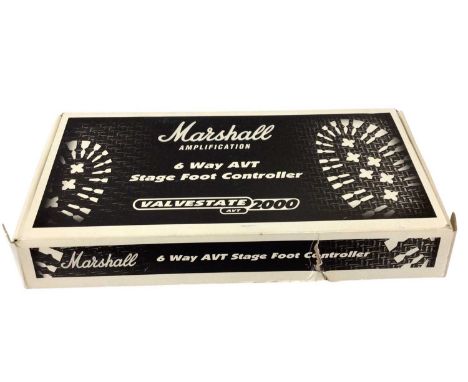 Marshall
AMPLIFICATION
6 Way AVT
Stage Foot Controller
VALVESTATE 2000
AVT
Marshall 6 Way AVT Stage Foot Controller